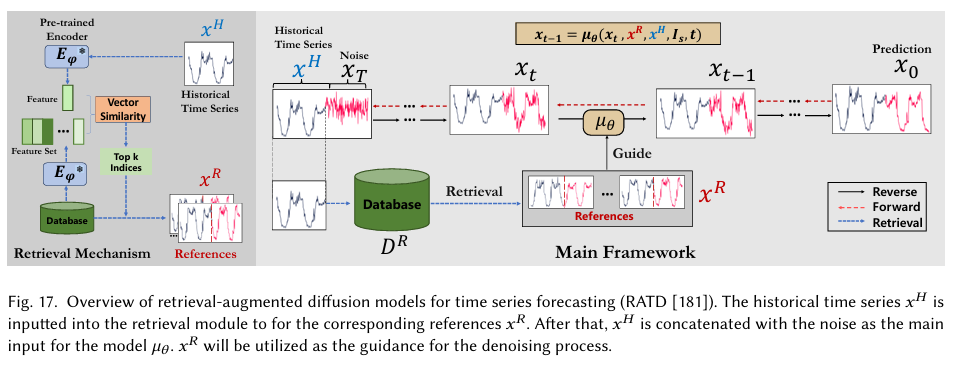 Pre-trained
Encoder
E_φ*
x^H
Historical
Time Series
Feature
Vector
Similarity
Feature Set
E_φ*
Top k
Indices
x^R
Database
References
Retrieval Mechanism
x_{t−1} = μ_θ(x_t, x^R, x^H, I_s, t)
Historical
Time Series
Noise
x^H
x_T
x_t
x_{t−1}
Prediction
x_0
...
...
μ_θ
Guide
Retrieval
Database
D^R
...
References
x^R
Reverse
Forward
Retrieval
Main Framework
Fig. 17. Overview of retrieval-augmented diffusion models for time series forecasting (RATD [181]). The historical time series x^H is
inputted into the retrieval module to for the corresponding references x^R. After that, x^H is concatenated with the noise as the main
input for the model μ_θ. x^R will be utilized as the guidance for the denoising process.